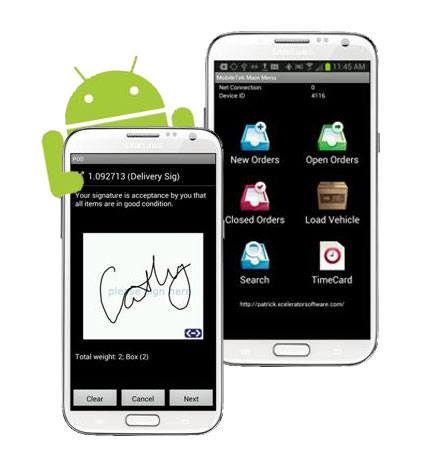 SAMSUNG
11:45 AM
MobileTek Main Menu
Net Connection: 0
Device ID 4116
New Orders
Open Orders
Closed Orders
Load Vehicle
Search
TimeCard
http://patrick.xceleratorsoftware.com/
SAMSUNG
POD
1.092713 (Delivery Sig)
Your signature is acceptance by you that
all items are in good condition.
please sign here
Cathy
Total weight: 2; Box (2)
Clear
Cancel
Next